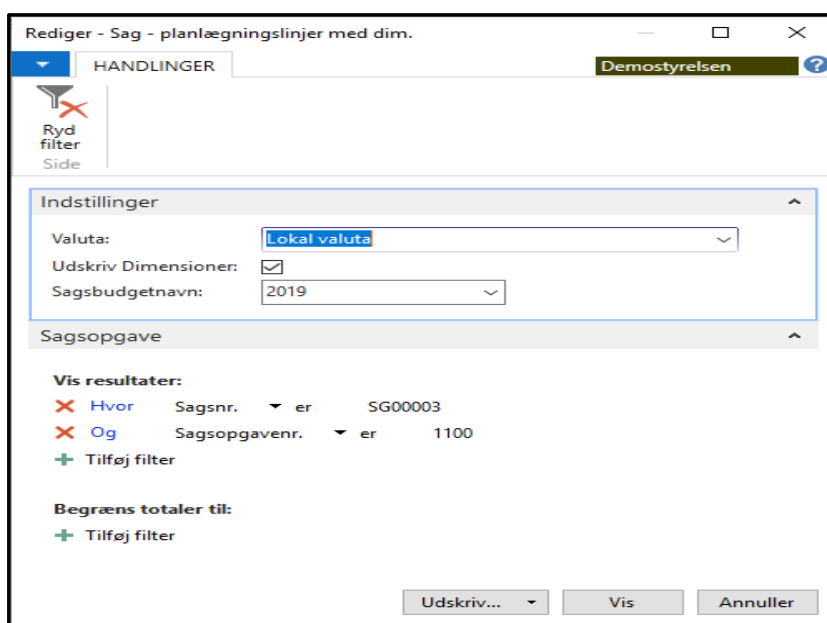 Rediger - Sag - planlægningslinjer med dim.
HANDLINGER
Demostyrelsen
?
Ryd
filter
Side
Indstillinger
Valuta: Lokal valuta
Udskriv Dimensioner:
Sagsbudgetnavn: 2019
Sagsopgave
Vis resultater:
Hvor Sagsnr. er SG00003
Og Sagsopgavenr. er 1100
Tilføj filter
Begræns totaler til:
Tilføj filter
Udskriv... Vis Annuller